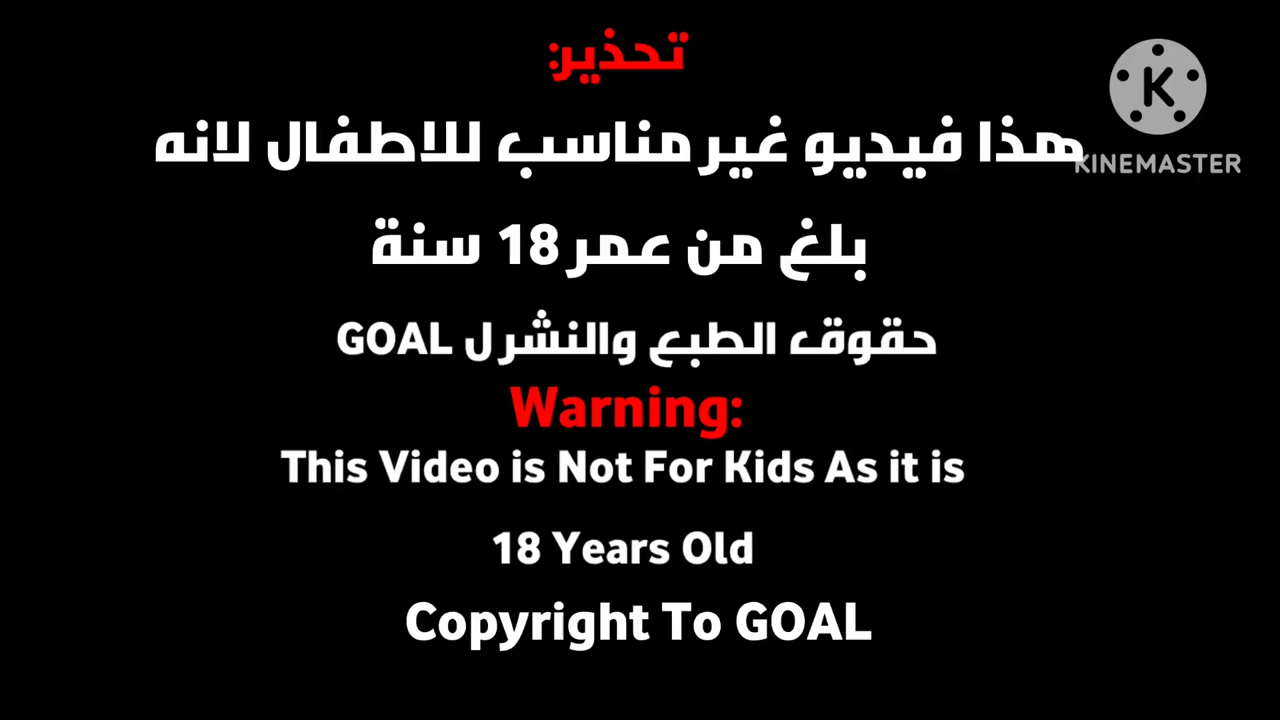 تحذير:
هذا فيديو غير مناسب للاطفال لانه
بلغ من عمر 18 سنة
حقوق الطبع والنشر ل GOAL
Warning:
This Video is Not For Kids As it is
18 Years Old
Copyright To GOAL
K
KINEMASTER